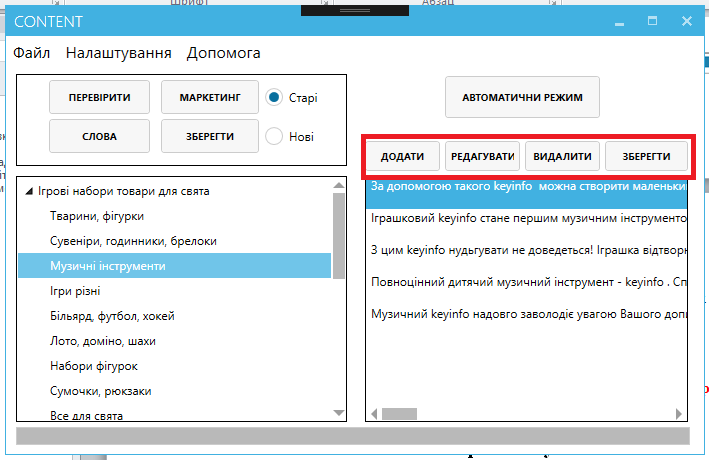 Шрифт
Абзац
CONTENT
Файл Налаштування Допомога
ПЕРЕВІРИТИ МАРКЕТИНГ Старі
СЛОВА ЗБЕРЕГТИ Нові
АВТОМАТИЧНИ РЕЖИМ
ДОДАТИ РЕДАГУВАТИ ВИДАЛИТИ ЗБЕРЕГТИ
Ігрові набори товари для свята
Тварини, фігурки
Сувеніри, годинники, брелоки
Музичні інструменти
Ігри різні
Більярд, футбол, хокей
Лото, доміно, шахи
Набори фігурок
Сумочки, рюкзаки
Все для свята
За допомогою такого keyinfo можна створити маленьки
Іграшковий keyinfo стане першим музичним інструменто
З цим keyinfo нудьгувати не доведеться! Іграшка відтвор
Повноцінний дитячий музичний інструмент - keyinfo . Сп
Музичний keyinfo надовго заволодіє увагою Вашого доп